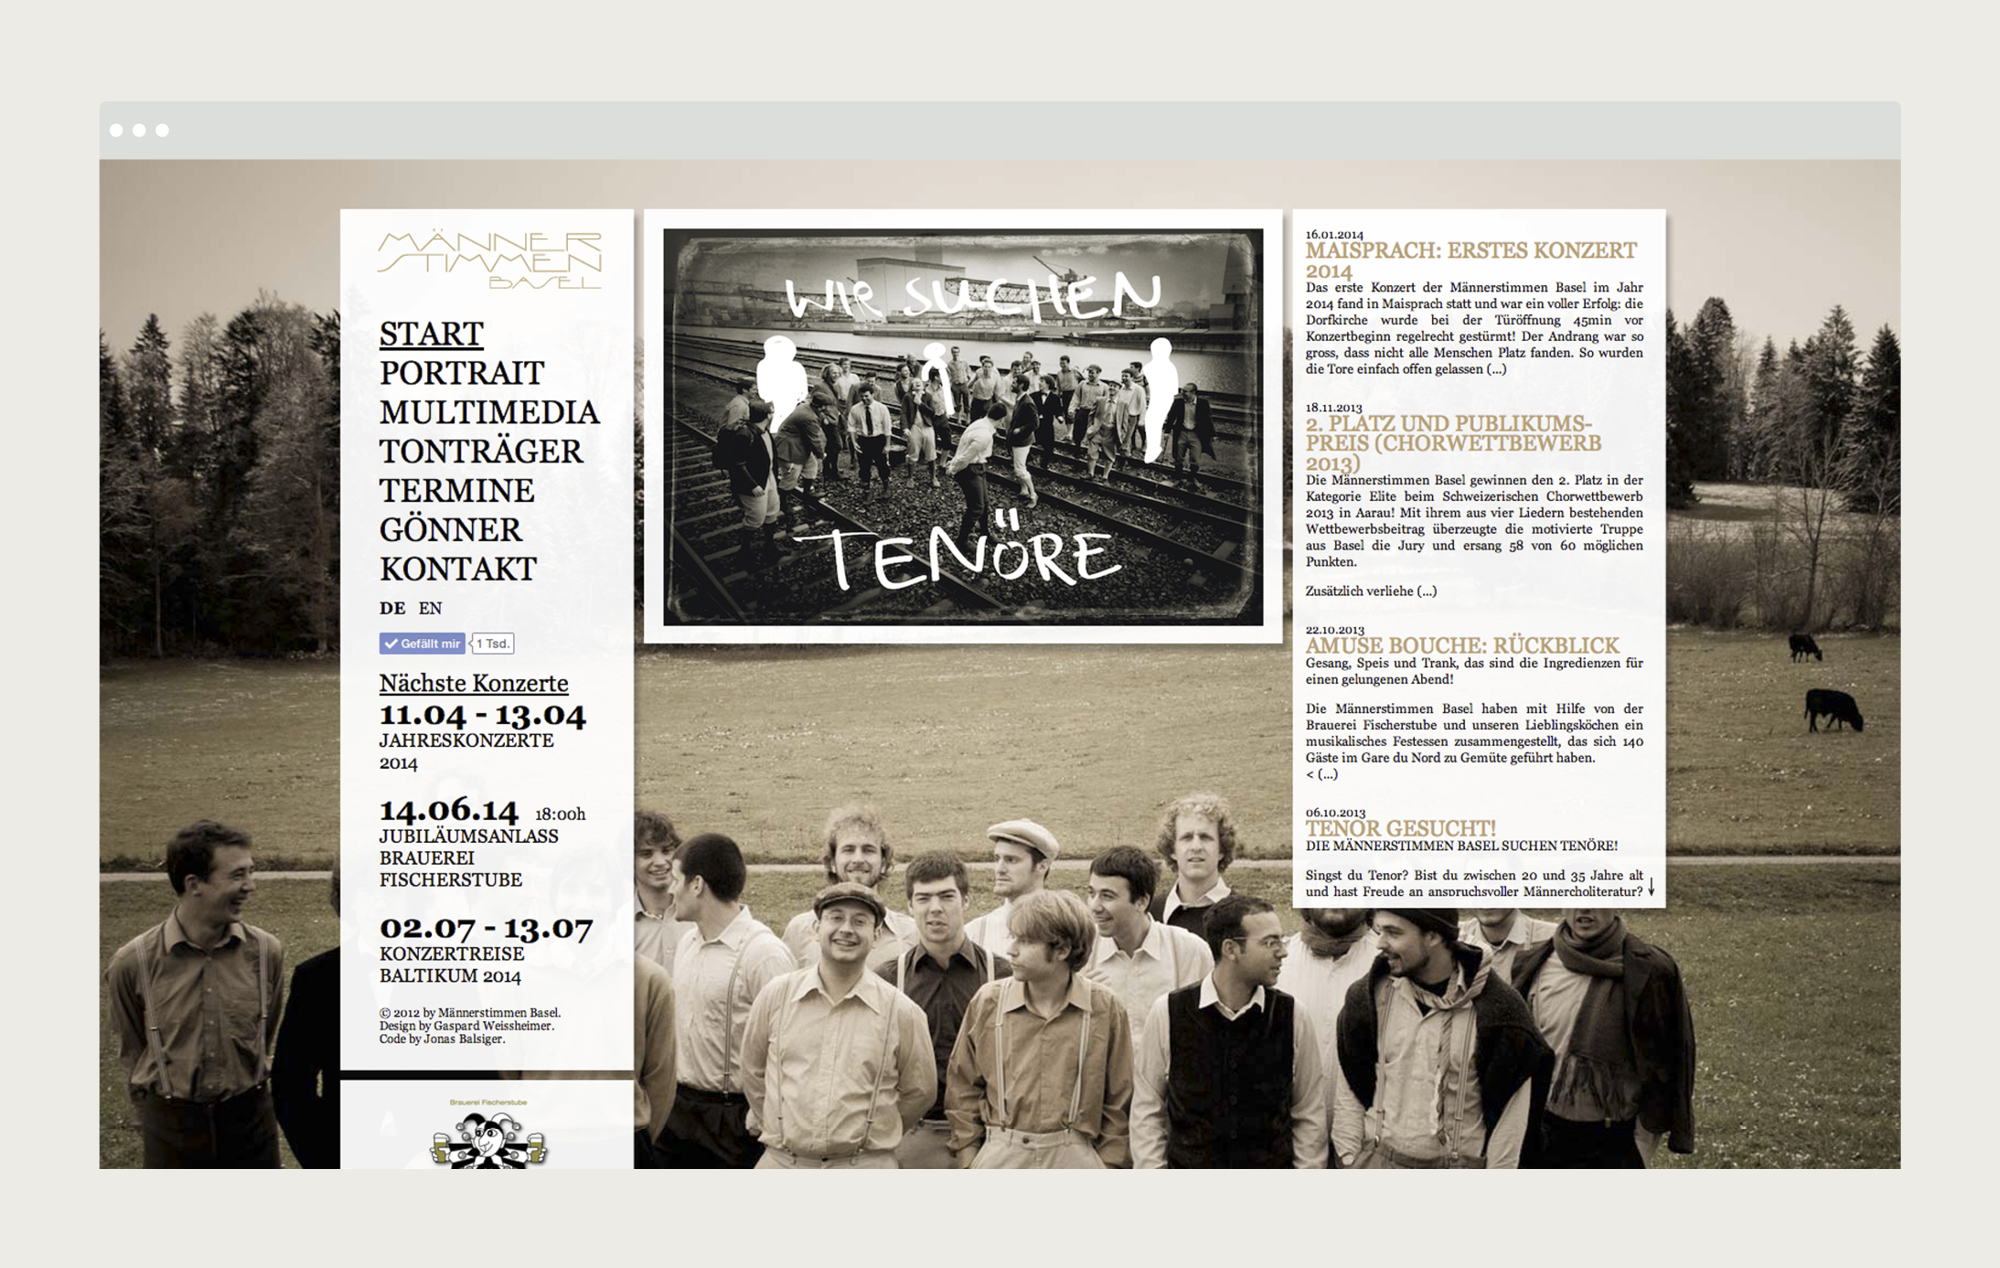 MÄNNER
STIMMEN
BASEL
START
PORTRAIT
MULTIMEDIA
TONTRÄGER
TERMINE
GÖNNER
KONTAKT
DE EN
Gefällt mir 1 Tsd.
Nächste Konzerte
11.04 - 13.04
JAHRESKONZERTE
2014
14.06.14 18:00h
JUBILÄUMSANLASS
BRAUEREI
FISCHERSTUBE
02.07 - 13.07
KONZERTREISE
BALTIKUM 2014
© 2012 by Männerstimmen Basel.
Design by Gaspard Weissheimer.
Code by Jonas Balsiger.
Brauerei Fischerstube
WIR SUCHEN
TENÖRE
16.01.2014
MAISPRACH: ERSTES KONZERT
2014
Das erste Konzert der Männerstimmen Basel im Jahr
2014 fand in Maisprach statt und war ein voller Erfolg: die
Dorfkirche wurde bei der Türöffnung 45min vor
Konzertbeginn regelrecht gestürmt! Der Andrang war so
gross, dass nicht alle Menschen Platz fanden. So wurden
die Tore einfach offen gelassen (...)
18.11.2013
2. PLATZ UND PUBLIKUMS-
PREIS (CHORWETTBEWERB
2013)
Die Männerstimmen Basel gewinnen den 2. Platz in der
Kategorie Elite beim Schweizerischen Chorwettbewerb
2013 in Aarau! Mit ihrem aus vier Liedern bestehenden
Wettbewerbsbeitrag überzeugte die motivierte Truppe
aus Basel die Jury und ersang 58 von 60 möglichen
Punkten.
Zusätzlich verliehe (...)
22.10.2013
AMUSE BOUCHE: RÜCKBLICK
Gesang, Speis und Trank, das sind die Ingredienzen für
einen gelungenen Abend!
Die Männerstimmen Basel haben mit Hilfe von der
Brauerei Fischerstube und unseren Lieblingsköchen ein
musikalisches Festessen zusammengestellt, das sich 140
Gäste im Gare du Nord zu Gemüte geführt haben.
< (...)
06.10.2013
TENOR GESUCHT!
DIE MÄNNERSTIMMEN BASEL SUCHEN TENÖRE!
Singst du Tenor? Bist du zwischen 20 und 35 Jahre alt
und hast Freude an anspruchsvoller Männercholiteratur?